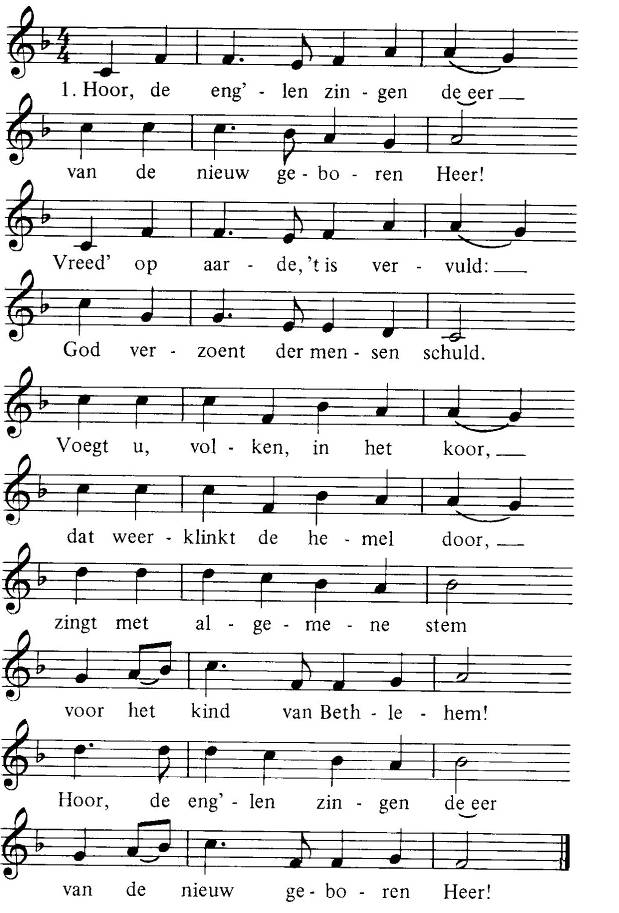 1. Hoor, de eng'-len zin-gen de eer
van de nieuw ge-bo-ren Heer!
Vreed' op aar-de, 't is ver-vuld:
God ver-zoent der men-sen schuld.
Voegt u, vol-ken, in het koor,
dat weer-klinkt de he-mel door,
zingt met al-ge-me-ne stem
voor het kind van Beth-le-hem!
Hoor, de eng'-len zin-gen de eer
van de nieuw ge-bo-ren Heer!